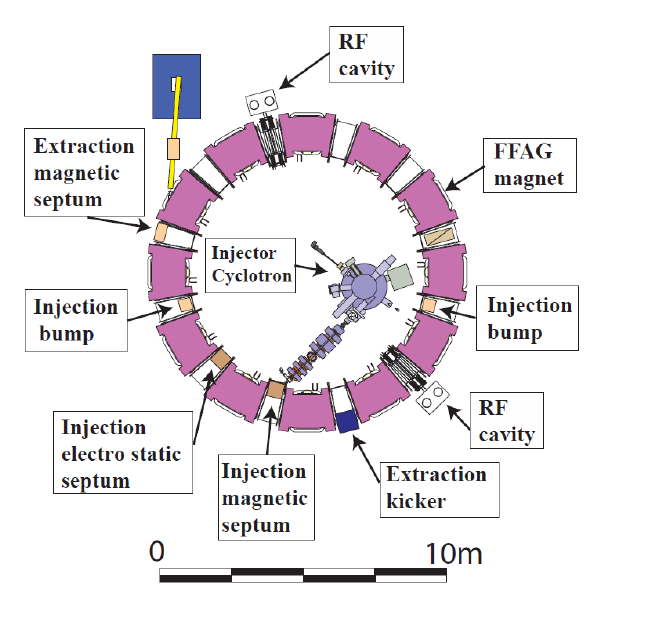 RF
cavity
Extraction
magnetic
septum
FFAG
magnet
Injector
Cyclotron
Injection
bump
Injection
bump
Injection
electro static
septum
Injection
magnetic
septum
Extraction
kicker
RF
cavity
0
10m